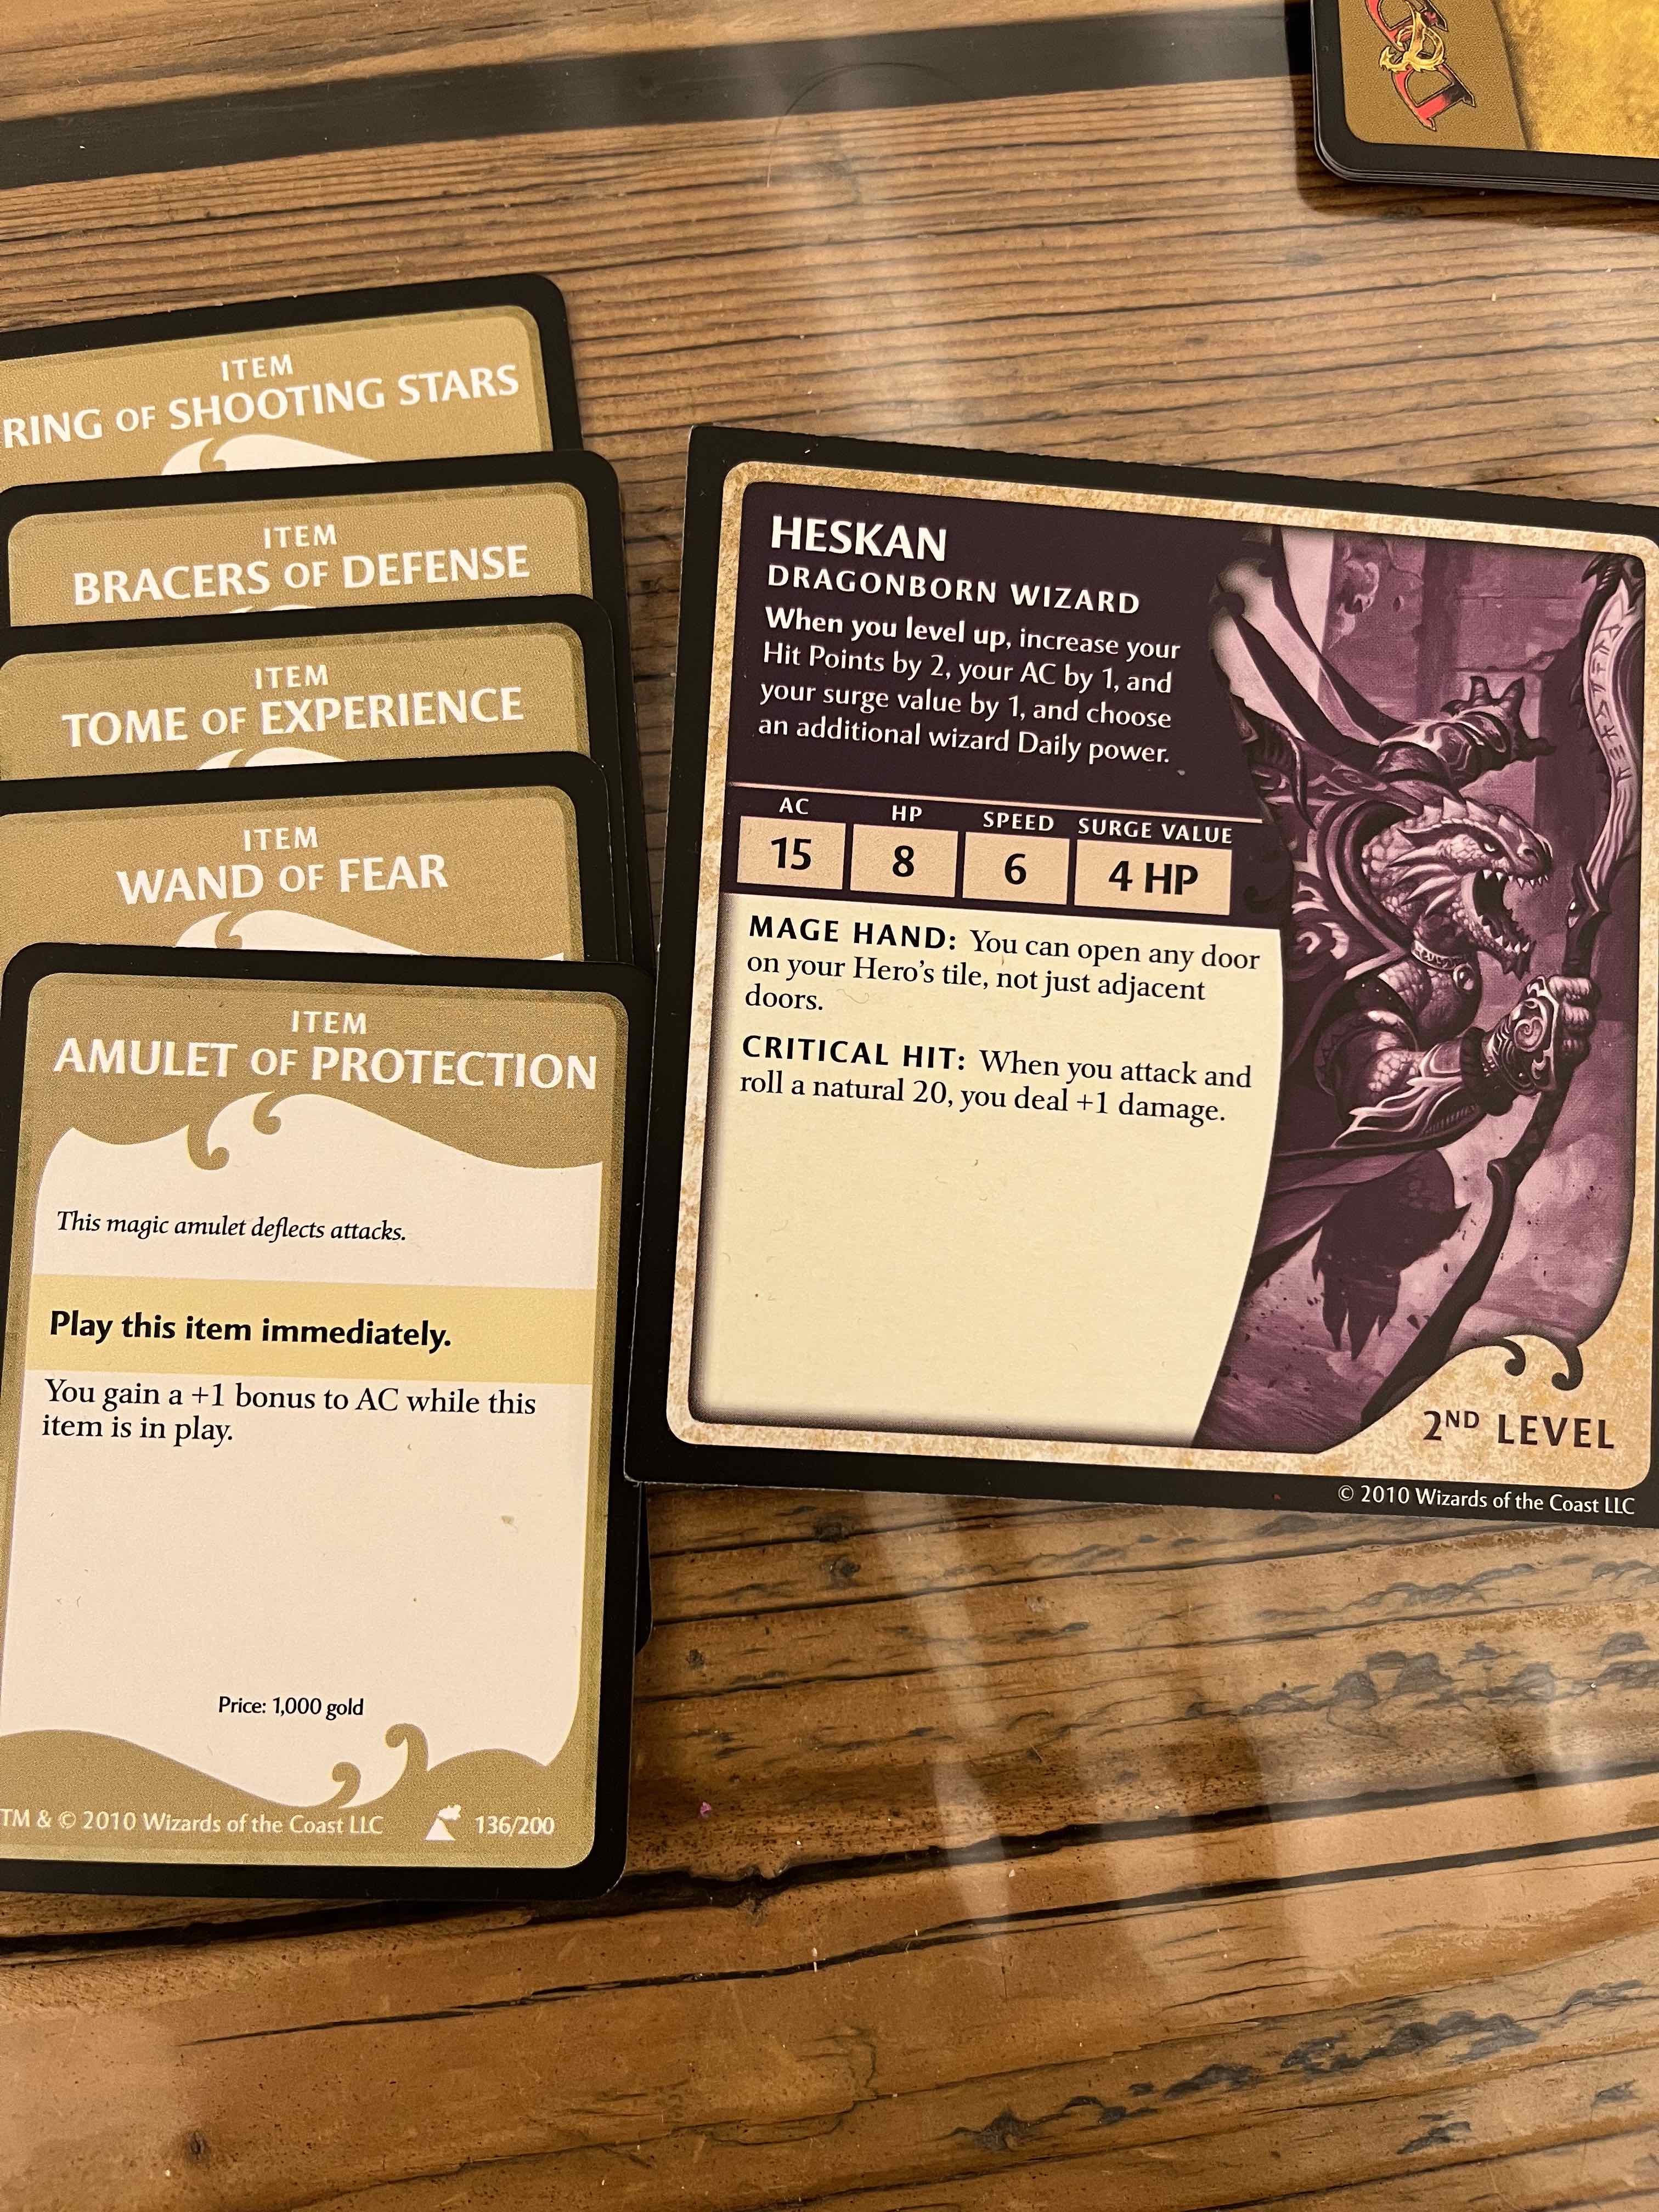 ITEM
RING OF SHOOTING STARS
ITEM
BRACERS OF DEFENSE
ITEM
TOME OF EXPERIENCE
ITEM
WAND OF FEAR
ITEM
AMULET OF PROTECTION
This magic amulet deflects attacks.
Play this item immediately.
You gain a +1 bonus to AC while this
item is in play.
Price: 1,000 gold
TM & © 2010 Wizards of the Coast LLC
136/200
HESKAN
DRAGONBORN WIZARD
When you level up, increase your
Hit Points by 2, your AC by 1, and
your surge value by 1, and choose
an additional wizard Daily power.
AC HP SPEED SURGE VALUE
15 8 6 4 HP
MAGE HAND: You can open any door
on your Hero's tile, not just adjacent
doors.
CRITICAL HIT: When you attack and
roll a natural 20, you deal +1 damage.
2ND LEVEL
© 2010 Wizards of the Coast LLC